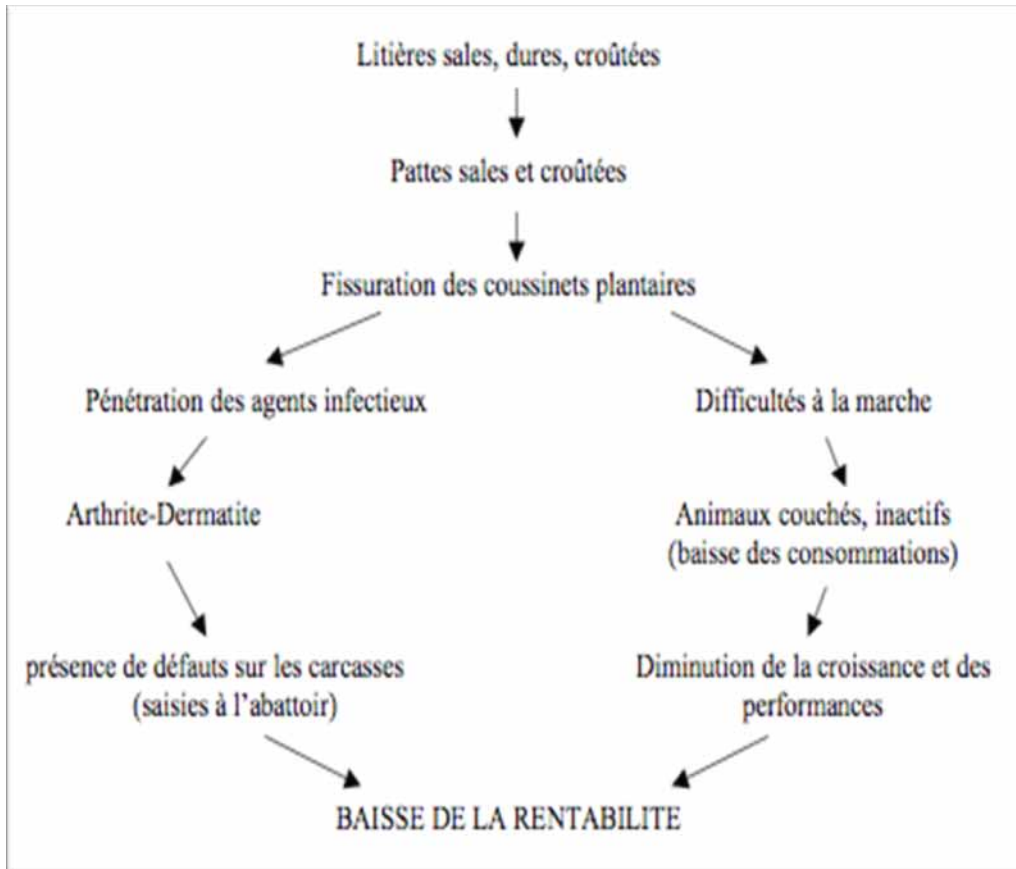 Litières sales, dures, croûtées
Pattes sales et croûtées
Fissuration des coussinets plantaires
Pénétration des agents infectieux
Difficultés à la marche
Arthrite-Dermatite
Animaux couchés, inactifs
(baisse des consommations)
présence de défauts sur les carcasses
(saisies à l'abattoir)
Diminution de la croissance et des
performances
BAISSE DE LA RENTABILITE